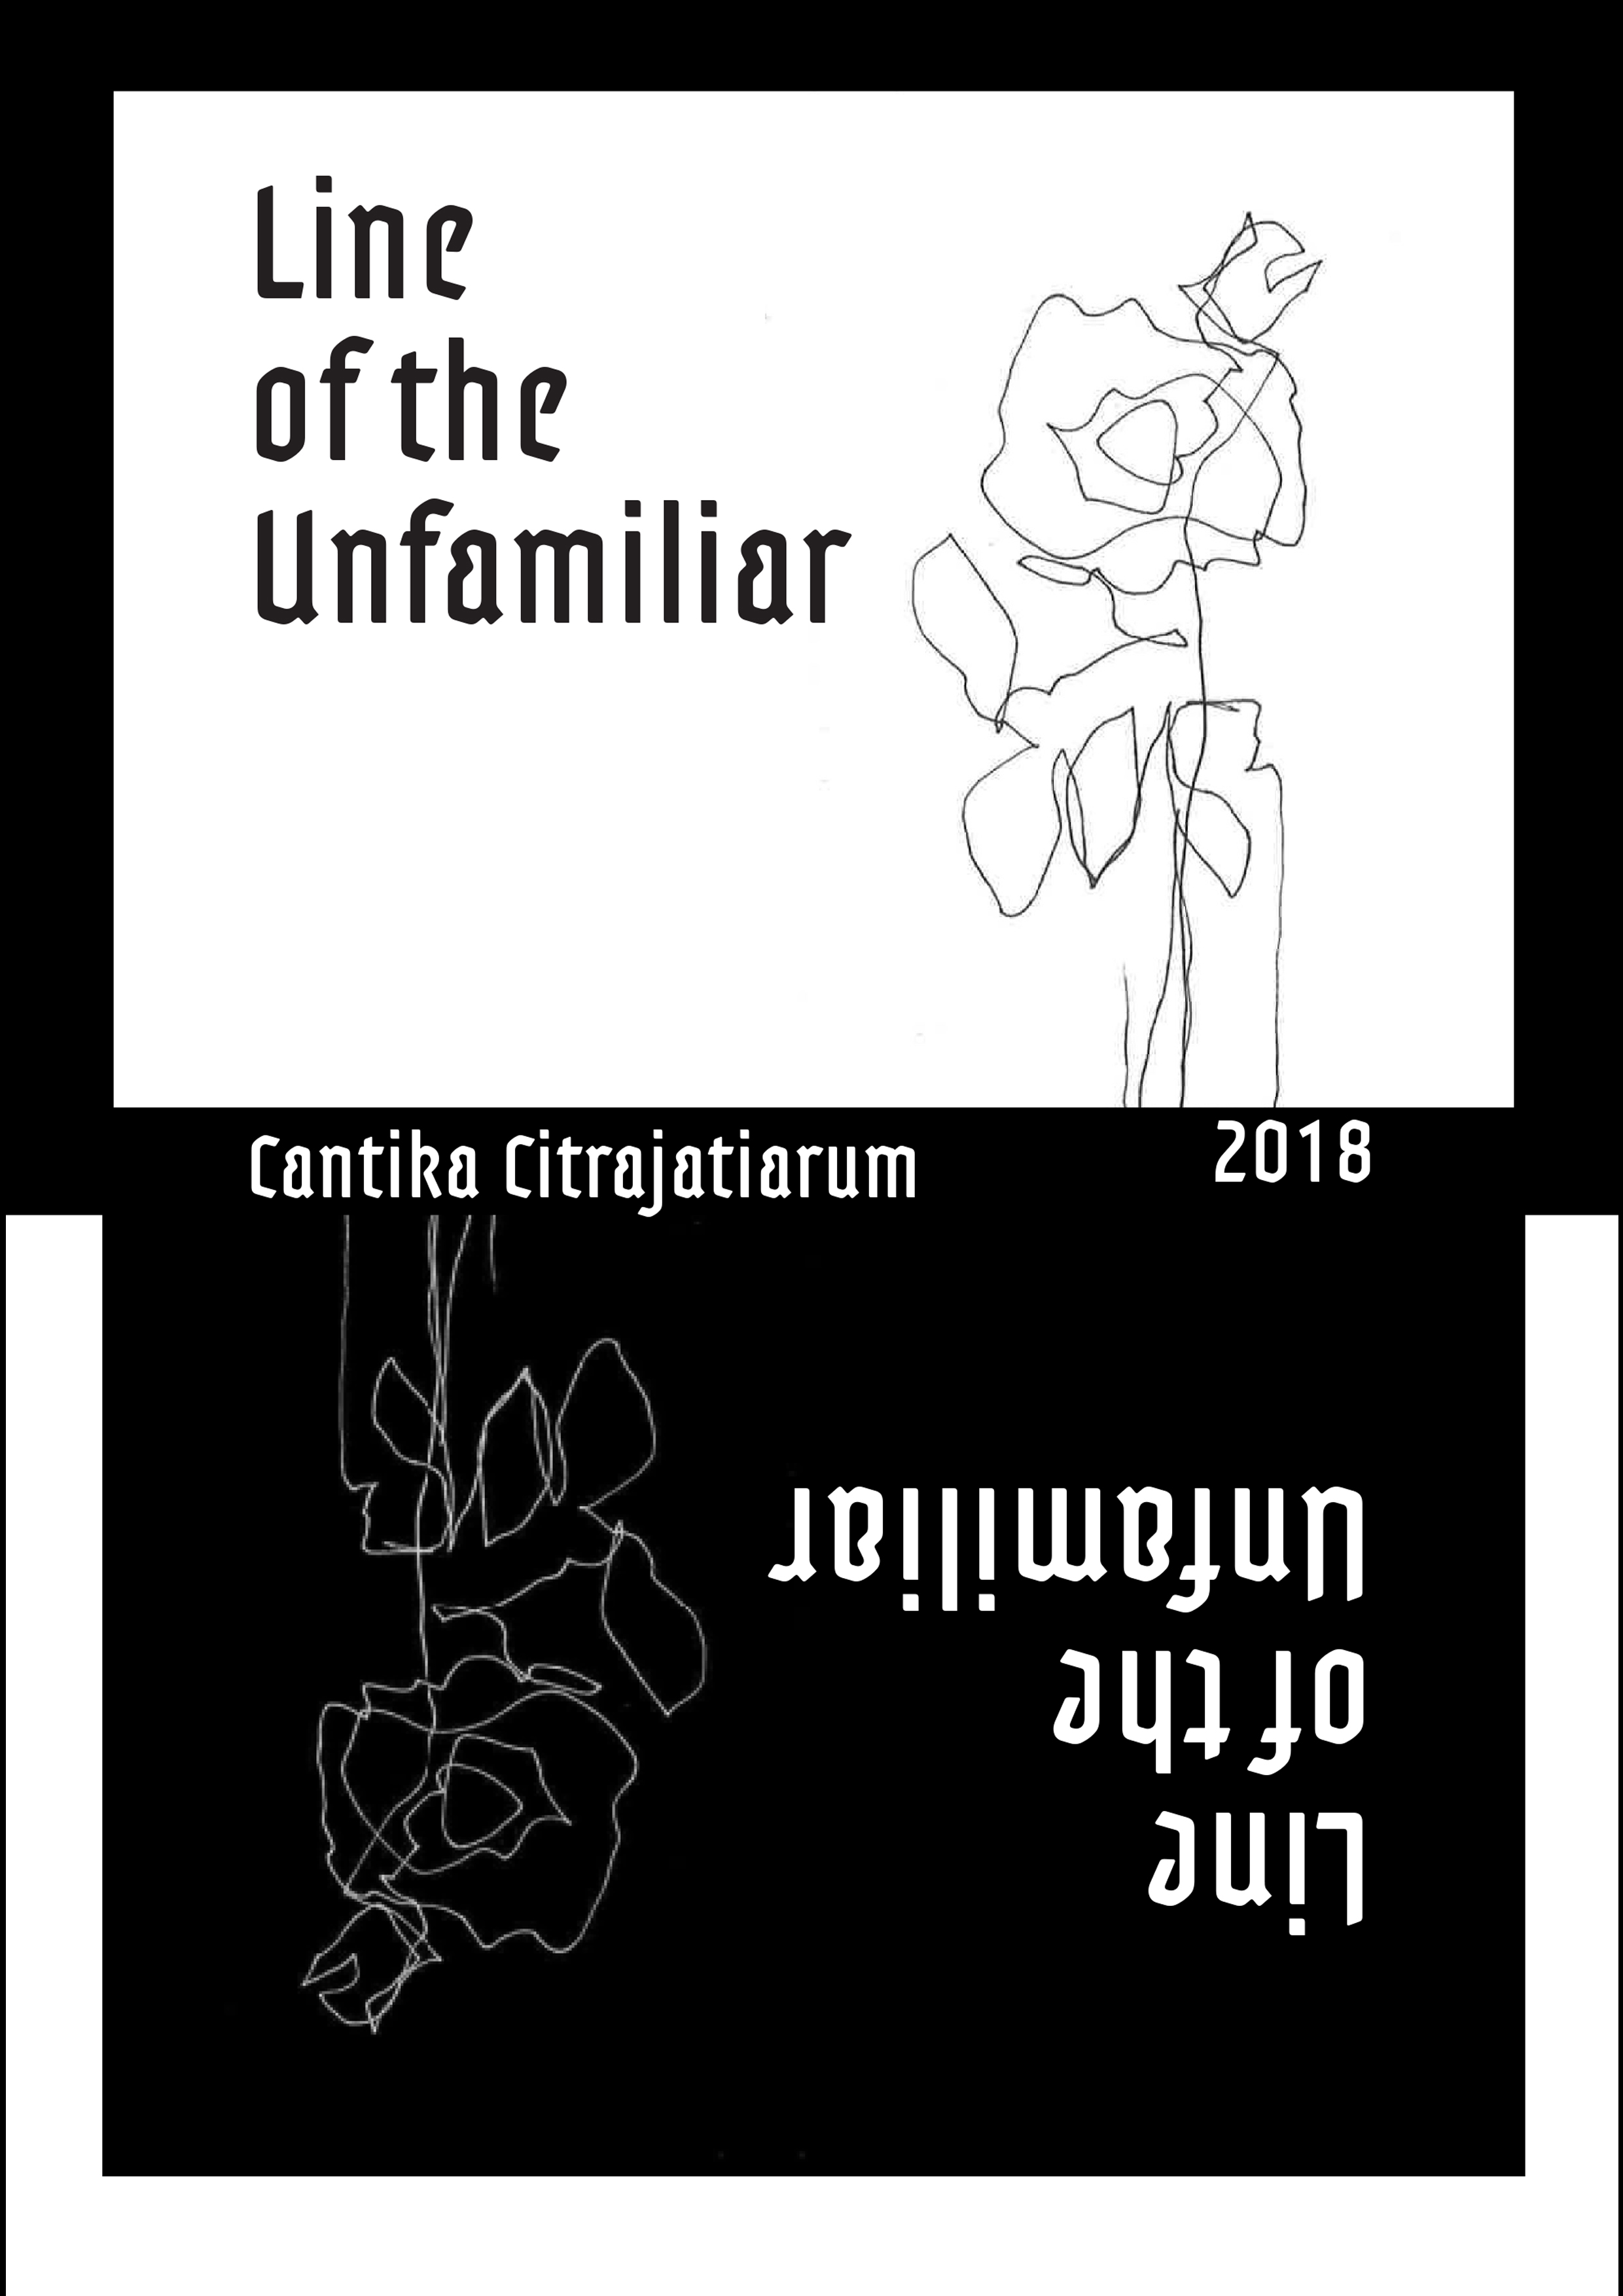 Line
of the
Unfamiliar
Cantika Citrajatiarum
2018
Line
of the
Unfamiliar